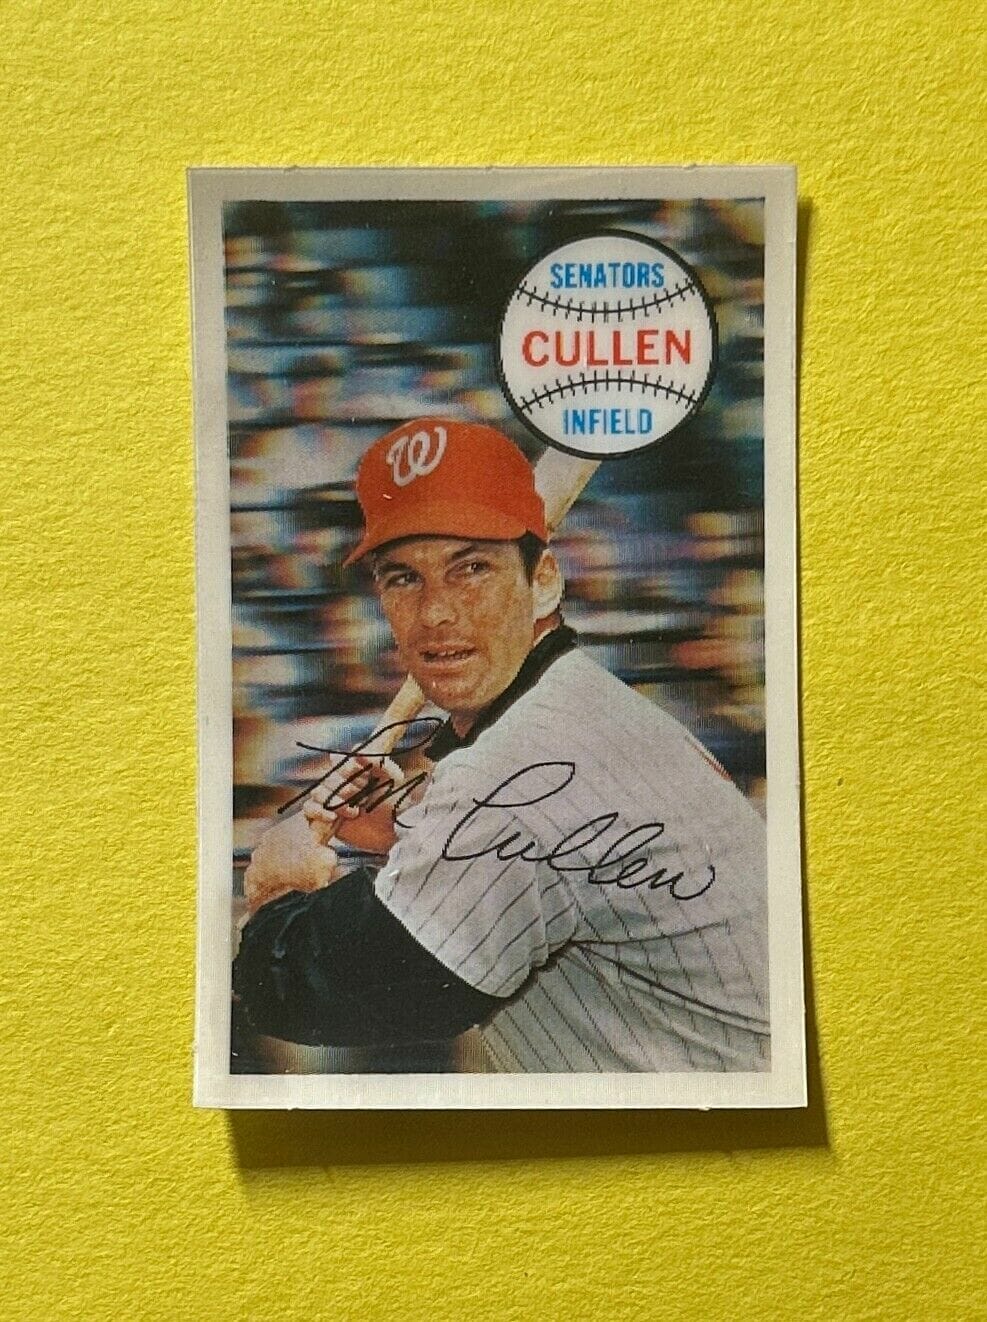 SENATORS
CULLEN
INFIELD
W
Tim Cullen